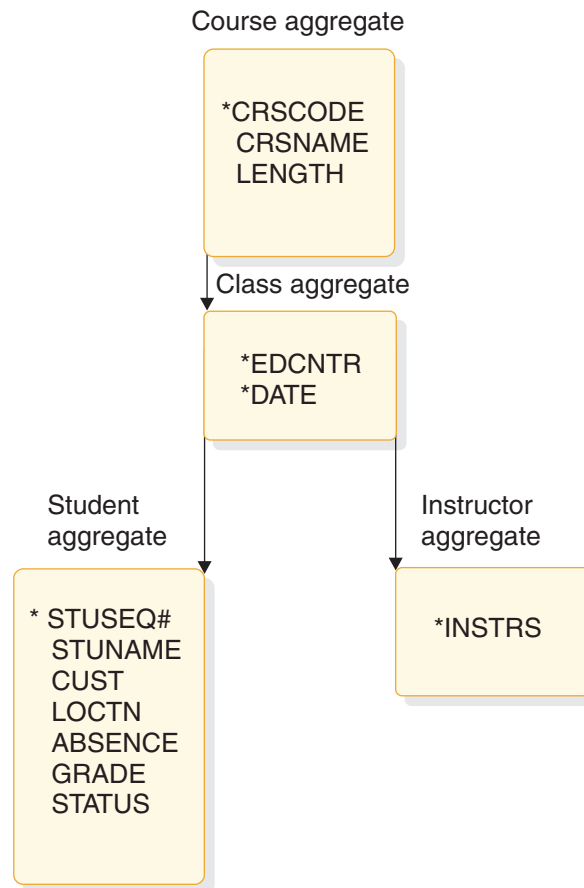 Course aggregate
*CRSCODE
CRSNAME
LENGTH
Class aggregate
*EDCNTR
*DATE
Student
aggregate
* STUSEQ#
STUNAME
CUST
LOCTN
ABSENCE
GRADE
STATUS
Instructor
aggregate
*INSTRS